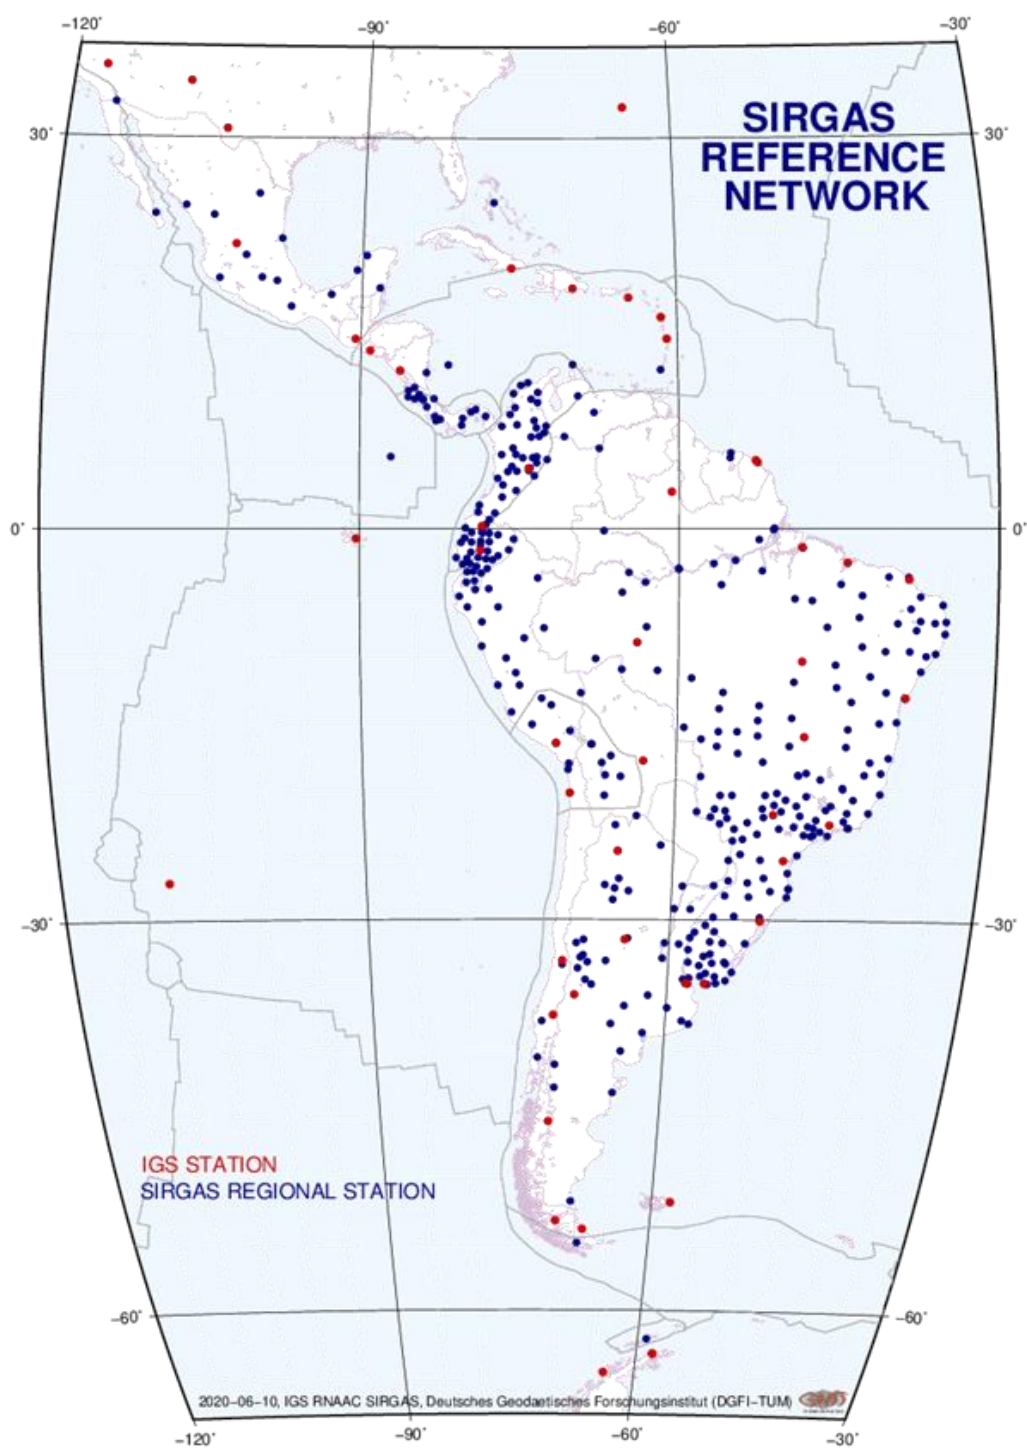 −120°
−90°
−60°
−30°
30°
30°
SIRGAS
REFERENCE
NETWORK
0°
0°
−30°
−30°
IGS STATION
SIRGAS REGIONAL STATION
−60°
−60°
2020−06−10, IGS RNAAC SIRGAS, Deutsches Geodaetisches Forschungsinstitut (DGFI−TUM)
−120°
−90°
−60°
−30°